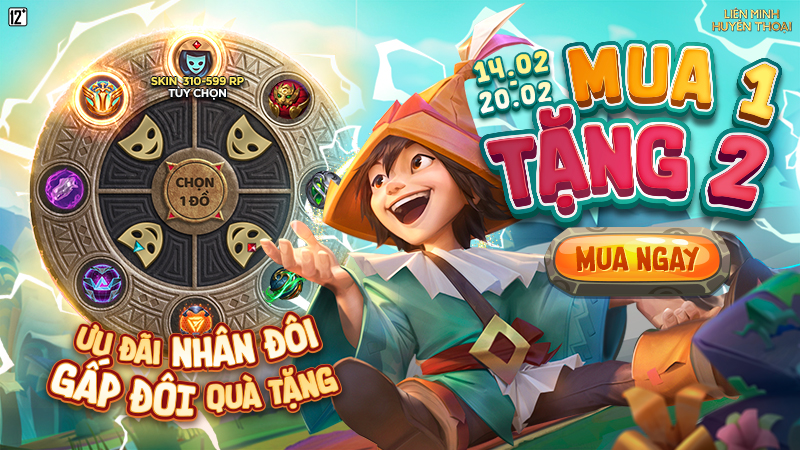 12+
LIÊN MINH
HUYỀN THOẠI
SKIN 310-599 RP
TÙY CHỌN
CHỌN
1 ĐỒ
14.02
-
20.02
MUA 1
TẶNG 2
MUA NGAY
ƯU ĐÃI NHÂN ĐÔI
GẤP ĐÔI QUÀ TẶNG